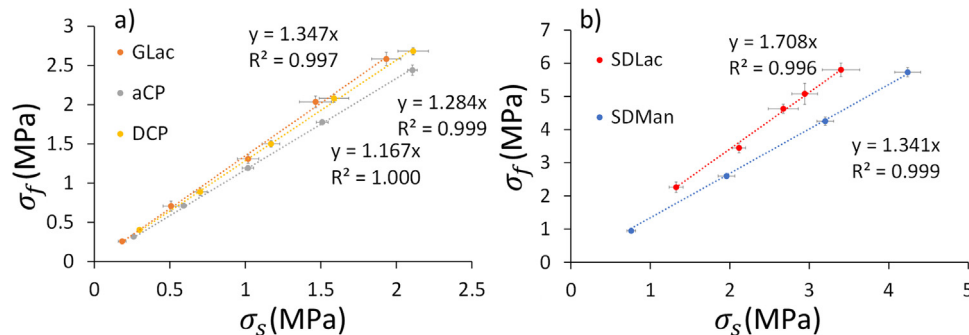 a)
GLac
aCP
DCP
y = 1.347x
R² = 0.997
y = 1.284x
R² = 0.999
y = 1.167x
R² = 1.000
σf (MPa)
3
2.5
2
1.5
1
0.5
0
0 0.5 1 1.5 2 2.5
σs (MPa)
b)
SDLac
SDMan
y = 1.708x
R² = 0.996
y = 1.341x
R² = 0.999
σf (MPa)
7
6
5
4
3
2
1
0
0 1 2 3 4 5
σs (MPa)